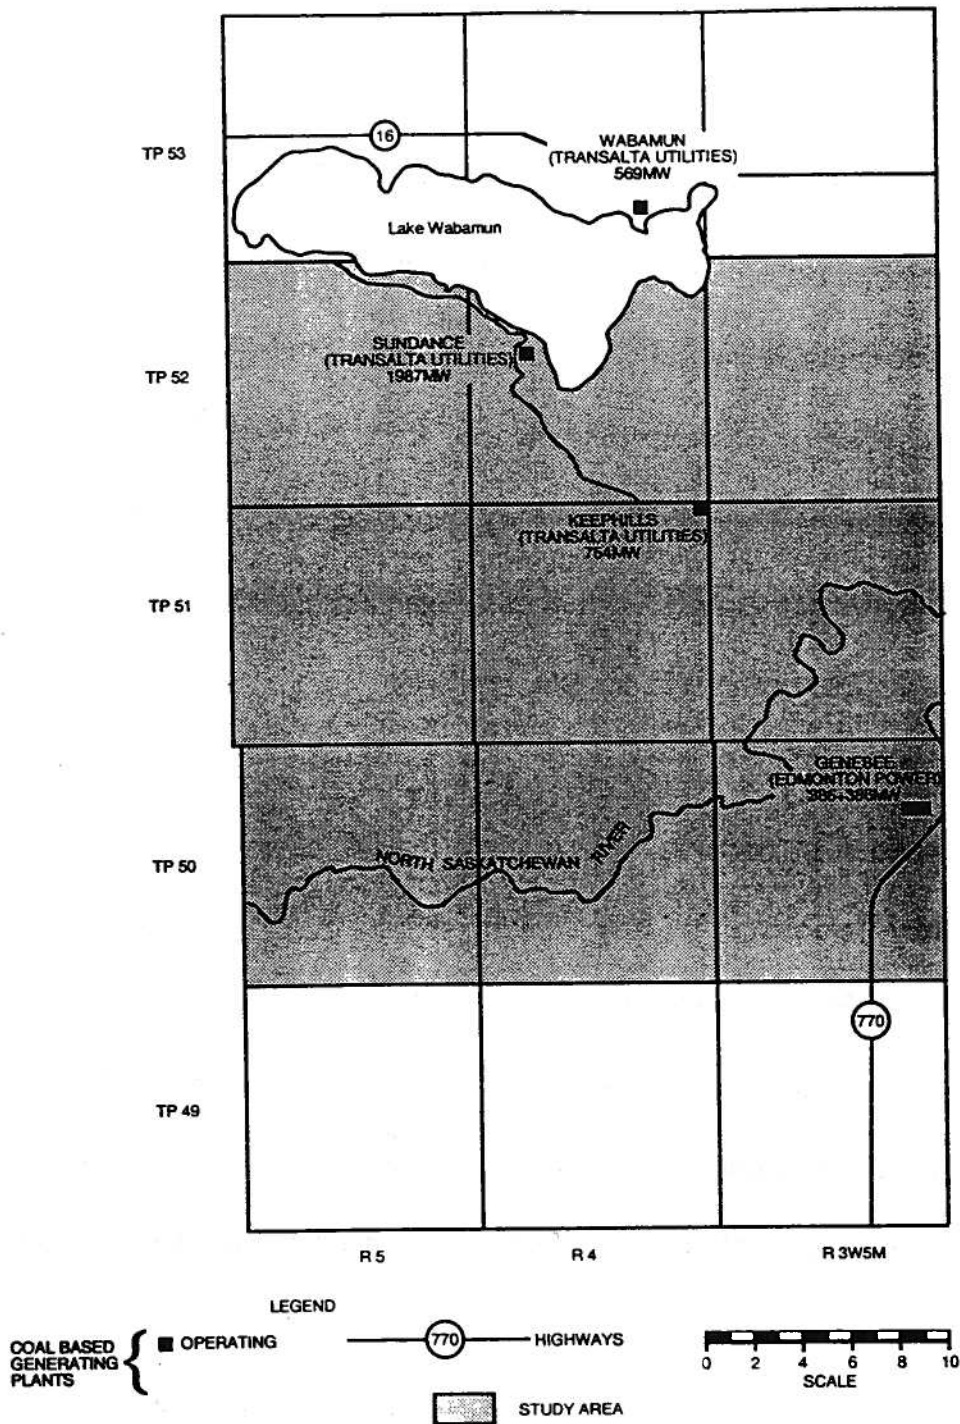 16
WABAMUN
(TRANSALTA UTILITIES)
569MW
TP 53
Lake Wabamun
SUNDANCE
(TRANSALTA UTILITIES)
1987MW
TP 52
KEEPHILLS
(TRANSALTA UTILITIES)
754MW
TP 51
GENESEE
(EDMONTON POWER)
386+386MW
NORTH SASKATCHEWAN RIVER
TP 50
770
TP 49
R 5
R 4
R 3W5M
LEGEND
COAL BASED
GENERATING
PLANTS
OPERATING
770
HIGHWAYS
0 2 4 6 8 10
SCALE
STUDY AREA